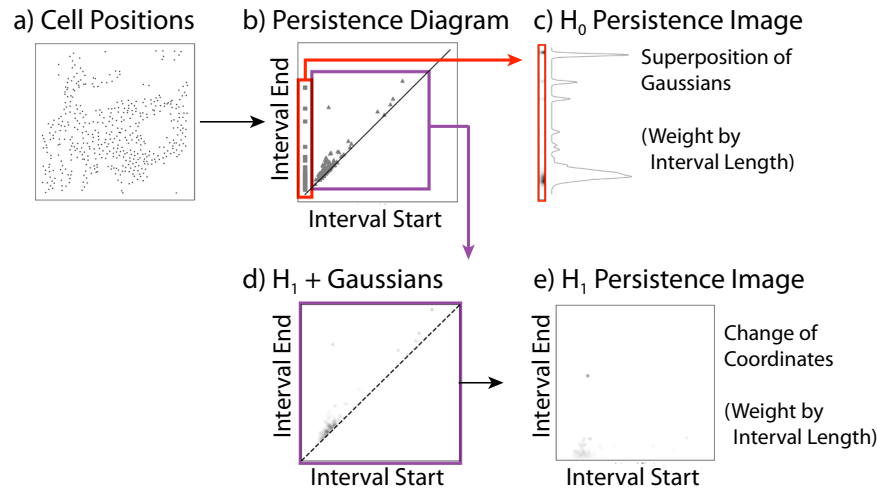 a) Cell Positions
b) Persistence Diagram
c) H₀ Persistence Image
Interval End
Interval Start
Superposition of
Gaussians
(Weight by
Interval Length)
d) H₁ + Gaussians
e) H₁ Persistence Image
Interval End
Interval Start
Interval End
Interval Start
Change of
Coordinates
(Weight by
Interval Length)